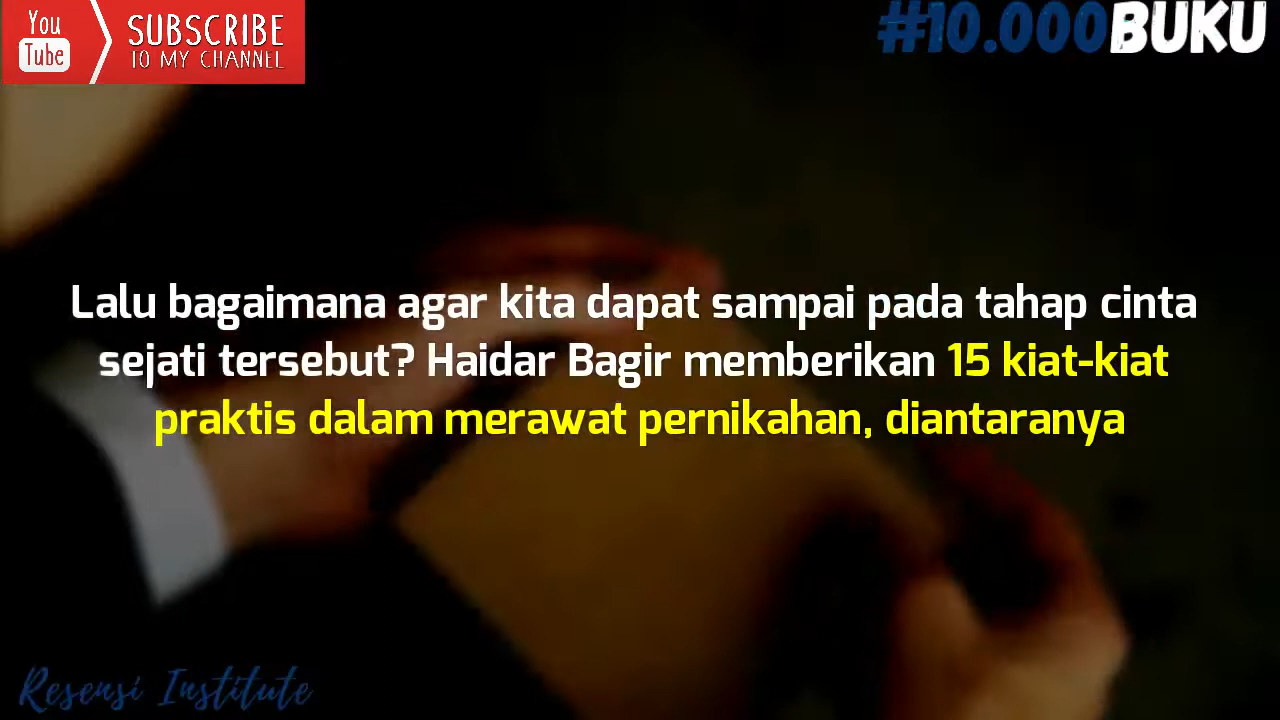 You
Tube
SUBSCRIBE
TO MY CHANNEL
#10.000BUKU
Lalu bagaimana agar kita dapat sampai pada tahap cinta
sejati tersebut? Haidar Bagir memberikan 15 kiat-kiat
praktis dalam merawat pernikahan, diantaranya
Resensi Institute